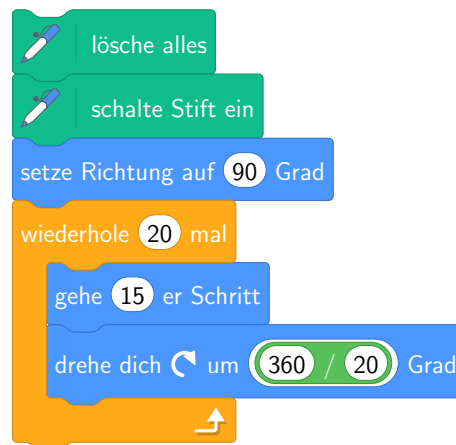 lösche alles
schalte Stift ein
setze Richtung auf 90 Grad
wiederhole 20 mal
gehe 15 er Schritt
drehe dich um 360 / 20 Grad